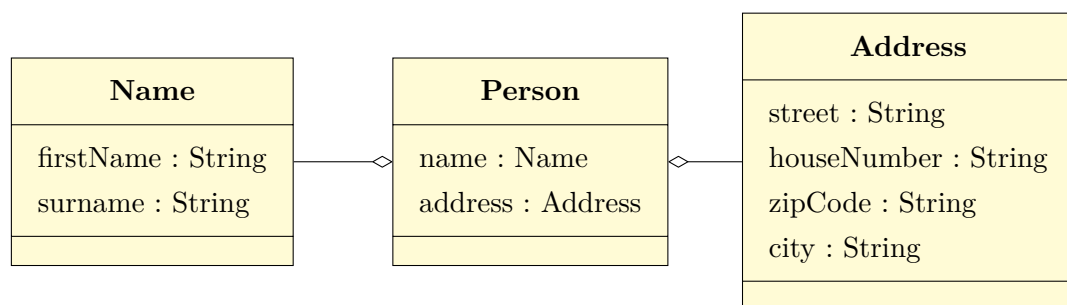 Name
firstName : String
surname : String
Person
name : Name
address : Address
Address
street : String
houseNumber : String
zipCode : String
city : String